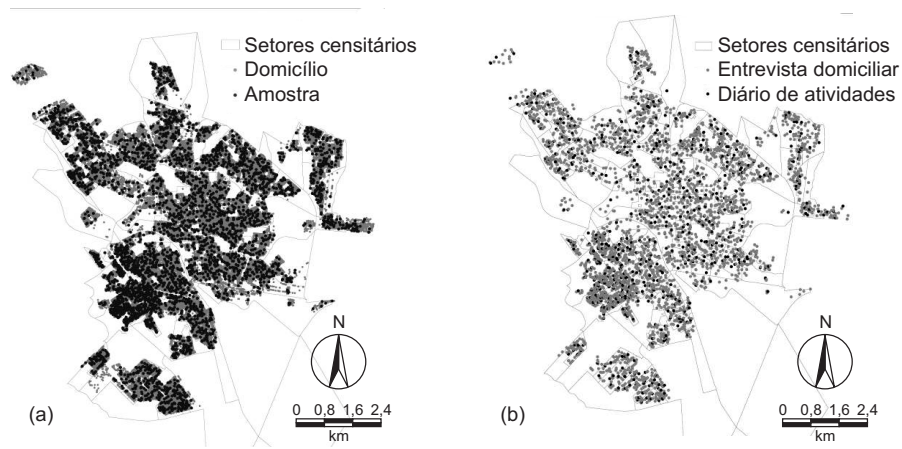 Setores censitários
Domicílio
Amostra
N
(a)
0 0,8 1,6 2,4
km
Setores censitários
Entrevista domiciliar
Diário de atividades
N
(b)
0 0,8 1,6 2,4
km